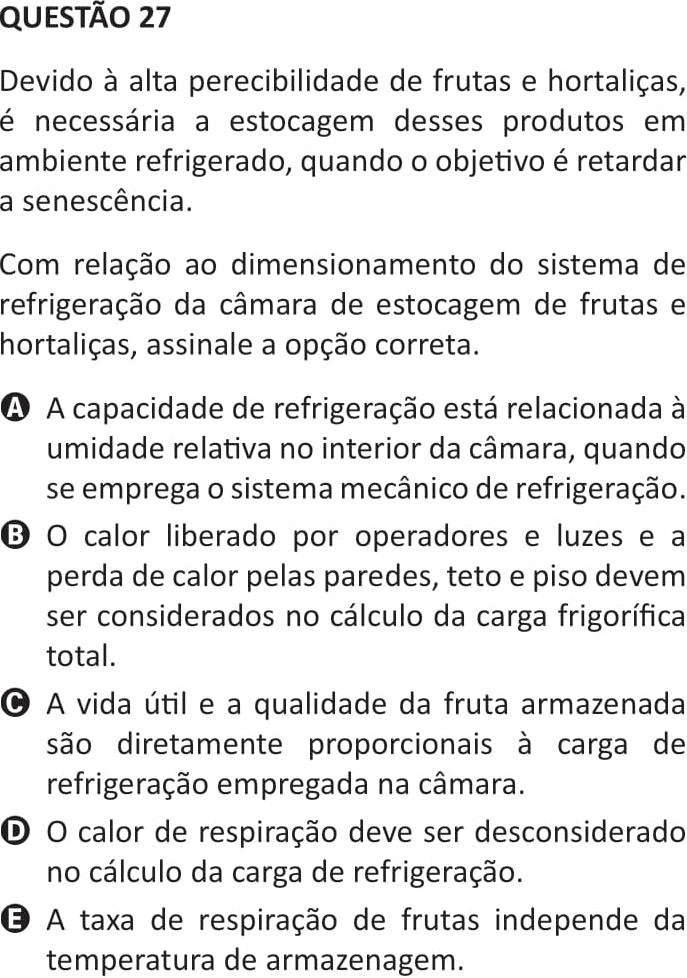 QUESTÃO 27
Devido à alta perecibilidade de frutas e hortaliças,
é necessária a estocagem desses produtos em
ambiente refrigerado, quando o objetivo é retardar
a senescência.
Com relação ao dimensionamento do sistema de
refrigeração da câmara de estocagem de frutas e
hortaliças, assinale a opção correta.
A A capacidade de refrigeração está relacionada à
umidade relativa no interior da câmara, quando
se emprega o sistema mecânico de refrigeração.
B O calor liberado por operadores e luzes e a
perda de calor pelas paredes, teto e piso devem
ser considerados no cálculo da carga frigorífica
total.
C A vida útil e a qualidade da fruta armazenada
são diretamente proporcionais à carga de
refrigeração empregada na câmara.
D O calor de respiração deve ser desconsiderado
no cálculo da carga de refrigeração.
E A taxa de respiração de frutas independe da
temperatura de armazenagem.